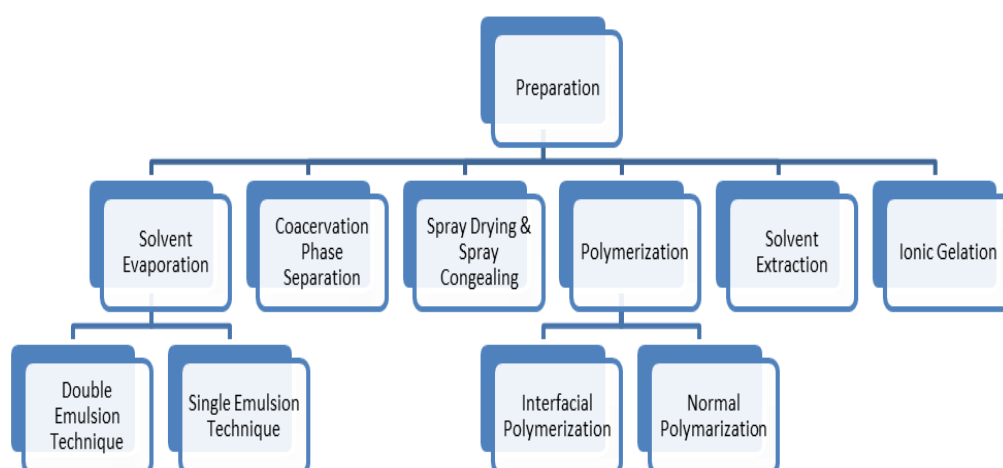 Preparation
Solvent
Evaporation
Coacervation
Phase
Separation
Spray Drying &
Spray
Congealing
Polymerization
Solvent
Extraction
Ionic Gelation
Double
Emulsion
Technique
Single Emulsion
Technique
Interfacial
Polymerization
Normal
Polymarization